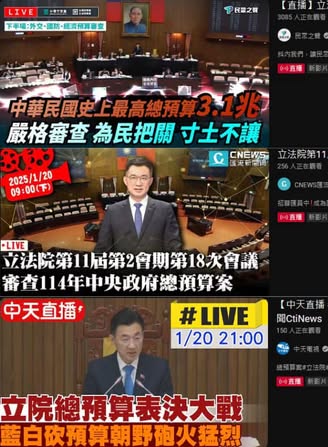 LIVE
民眾之聲
下半場:外交、國防、經濟預算審查
中華民國史上最高總預算3.1兆
嚴格審查 為民把關 寸土不讓
【直播】立
3085 人正在觀看
民眾之聲
抖內我們，讓民眾
直播
新影片
2025/1/20
09:00(下)
CNEWS
匯流新聞網
LIVE
立法院第11屆第2會期第18次會議
審查114年中央政府總預算案
立法院第11
256 人正在觀看
CNEWS匯流
招募匯員中!成為
直播
新影片
中天直播
#LIVE
1/20 21:00
立院總預算表決大戰
藍白砍預算朝野砲火猛烈
【中天直播
聞CtiNews
150 人正在觀看
中天電視
總預算案#立法院#
直播
新影片